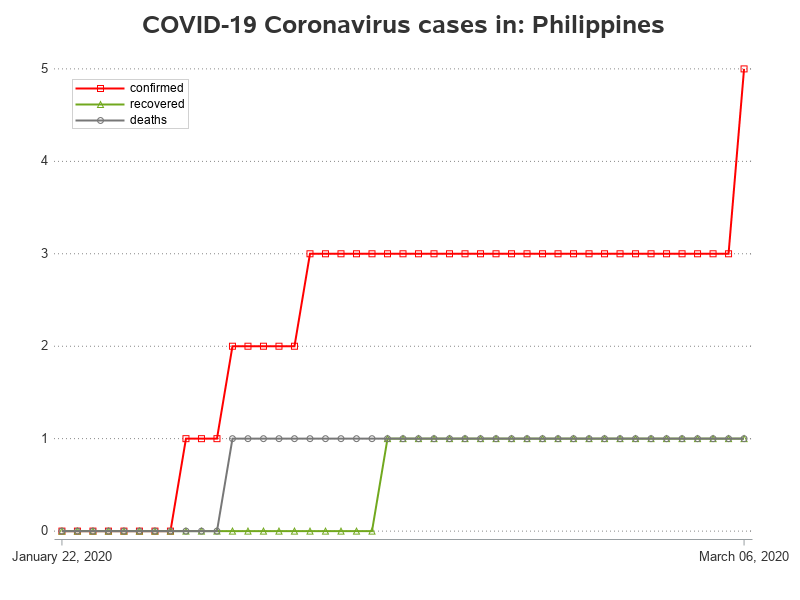 COVID-19 Coronavirus cases in: Philippines
5
confirmed
recovered
deaths
4
3
2
1
0
January 22, 2020
March 06, 2020